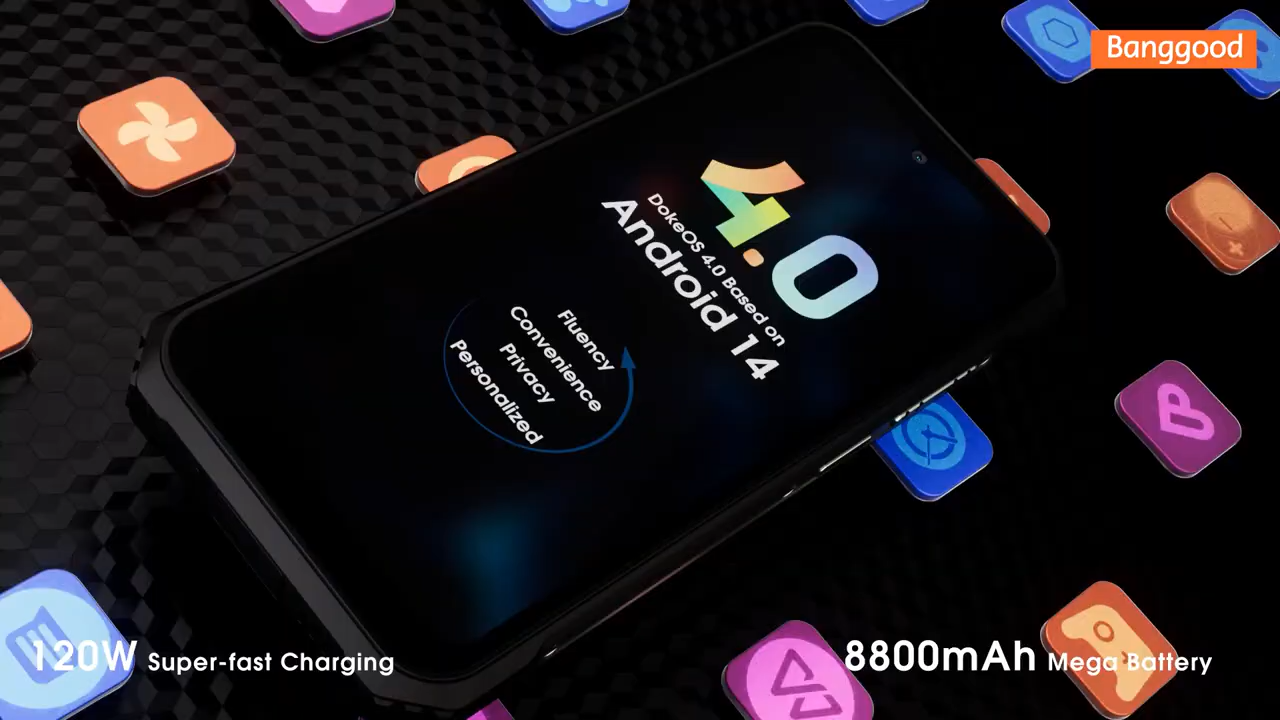 Banggood
4.0
DokeOS 4.0 Based on
Android 14
Fluency
Convenience
Privacy
Personalized
120W Super-fast Charging
8800mAh Mega Battery